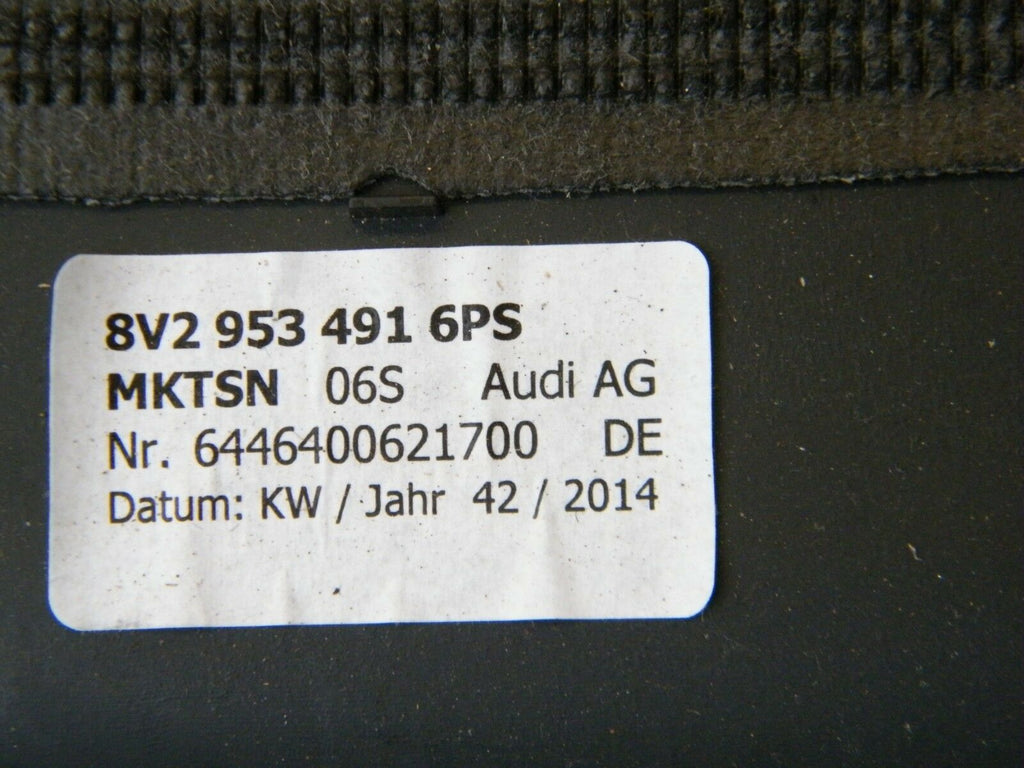 8V2 953 491 6PS
MKTSN 06S Audi AG
Nr. 6446400621700 DE
Datum: KW / Jahr 42 / 2014